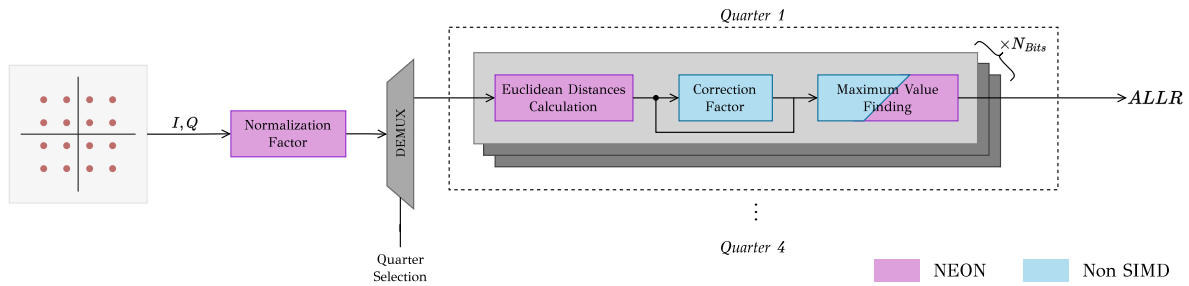 Quarter 1
×N_Bits
Euclidean Distances
Calculation
Correction
Factor
Maximum Value
Finding
ALLR
I, Q
Normalization
Factor
DEMUX
Quarter
Selection
Quarter 4
NEON
Non SIMD